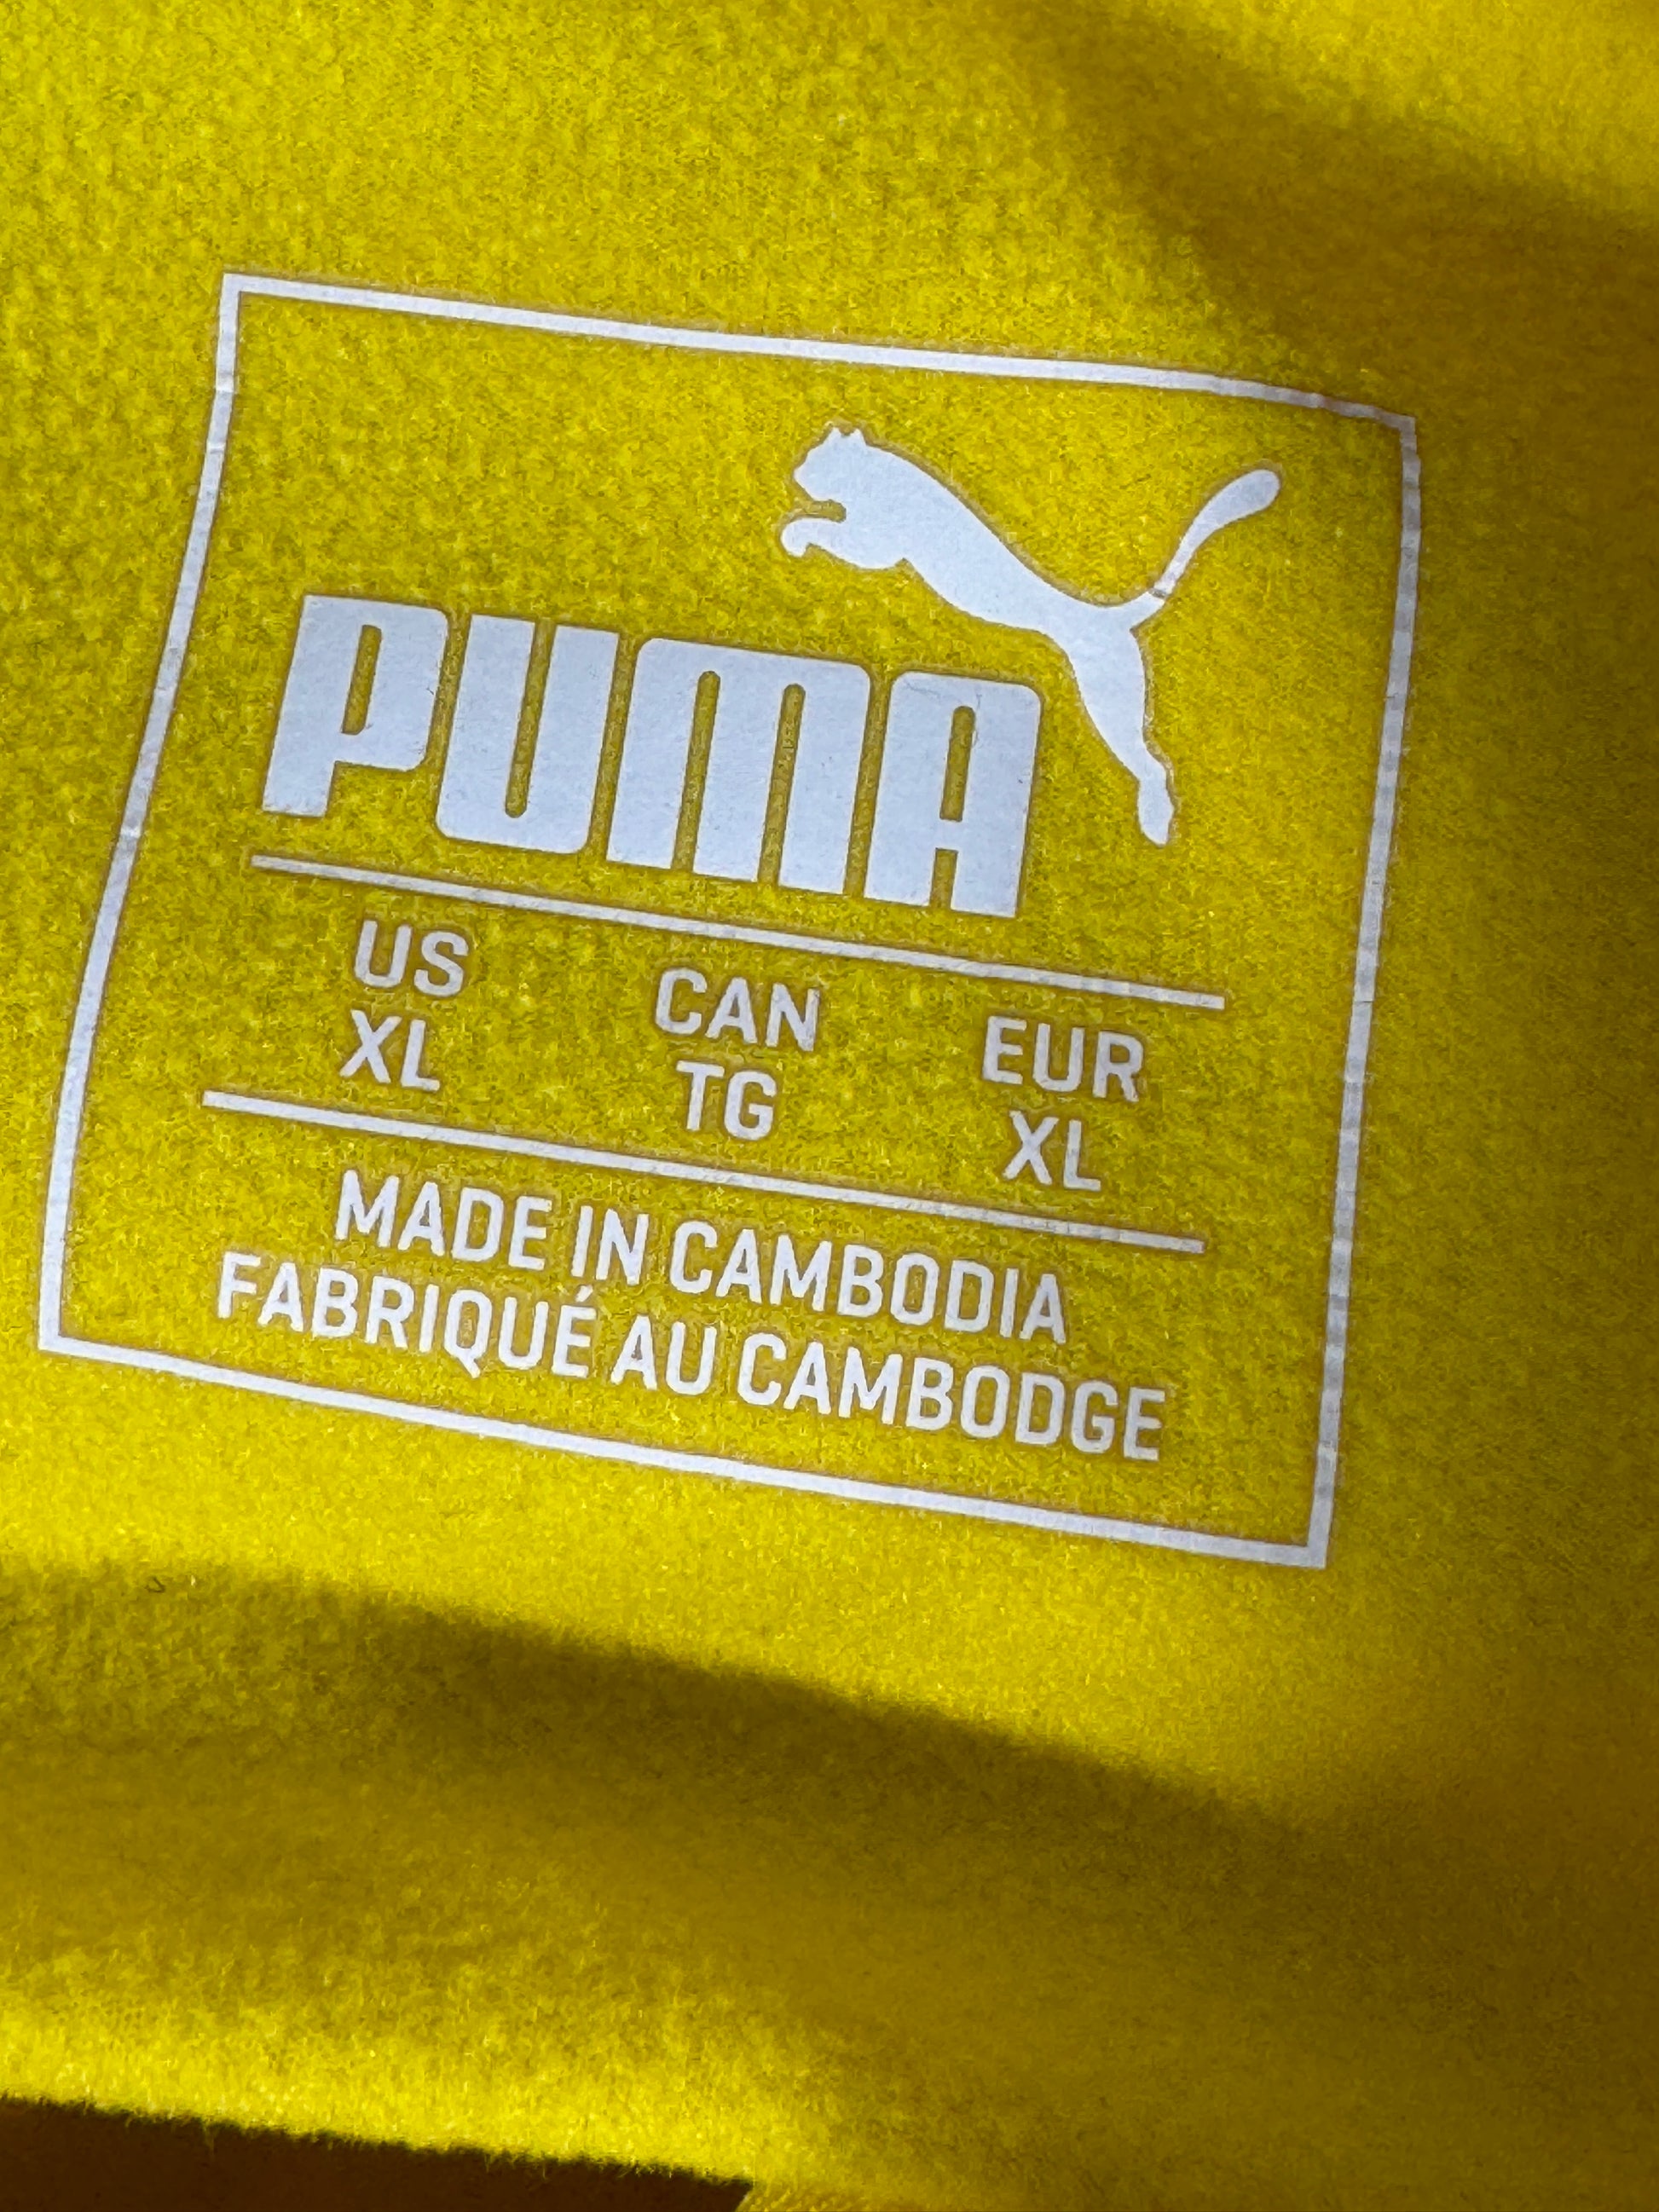 PUMA
US CAN EUR
XL TG XL
MADE IN CAMBODIA
FABRIQUÉ AU CAMBODGE